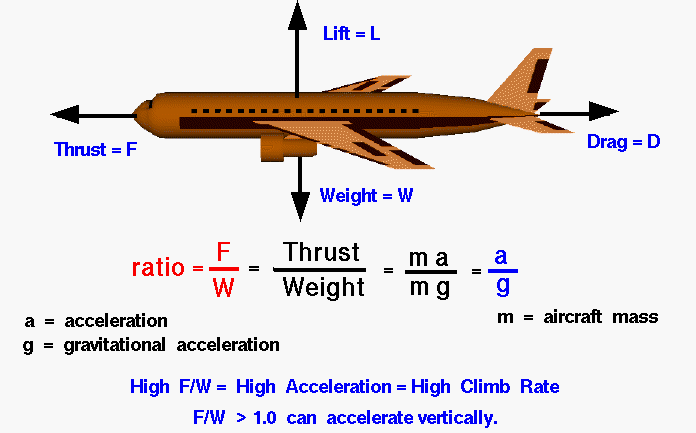 Lift = L
Thrust = F
Drag = D
Weight = W
ratio = F/W = Thrust/Weight = m a/m g = a/g
a = acceleration
m = aircraft mass
g = gravitational acceleration
High F/W = High Acceleration = High Climb Rate
F/W > 1.0 can accelerate vertically.